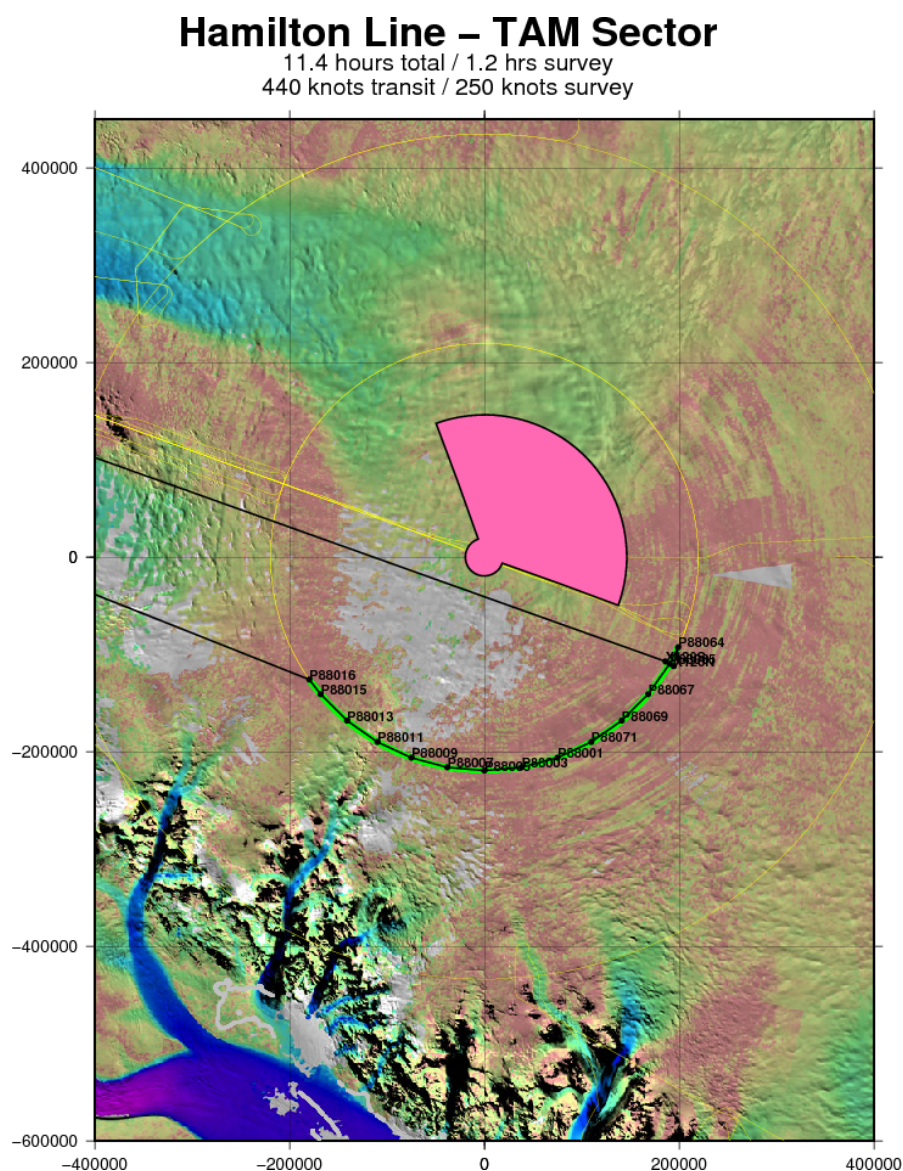 Hamilton Line – TAM Sector
11.4 hours total / 1.2 hrs survey
440 knots transit / 250 knots survey
400000
200000
0
−200000
−400000
−600000
P88064
P88016
P88015
P88067
P88013
P88069
P88011
P88071
P88009
P88001
P88007
P88003
−400000
−200000
0
200000
400000